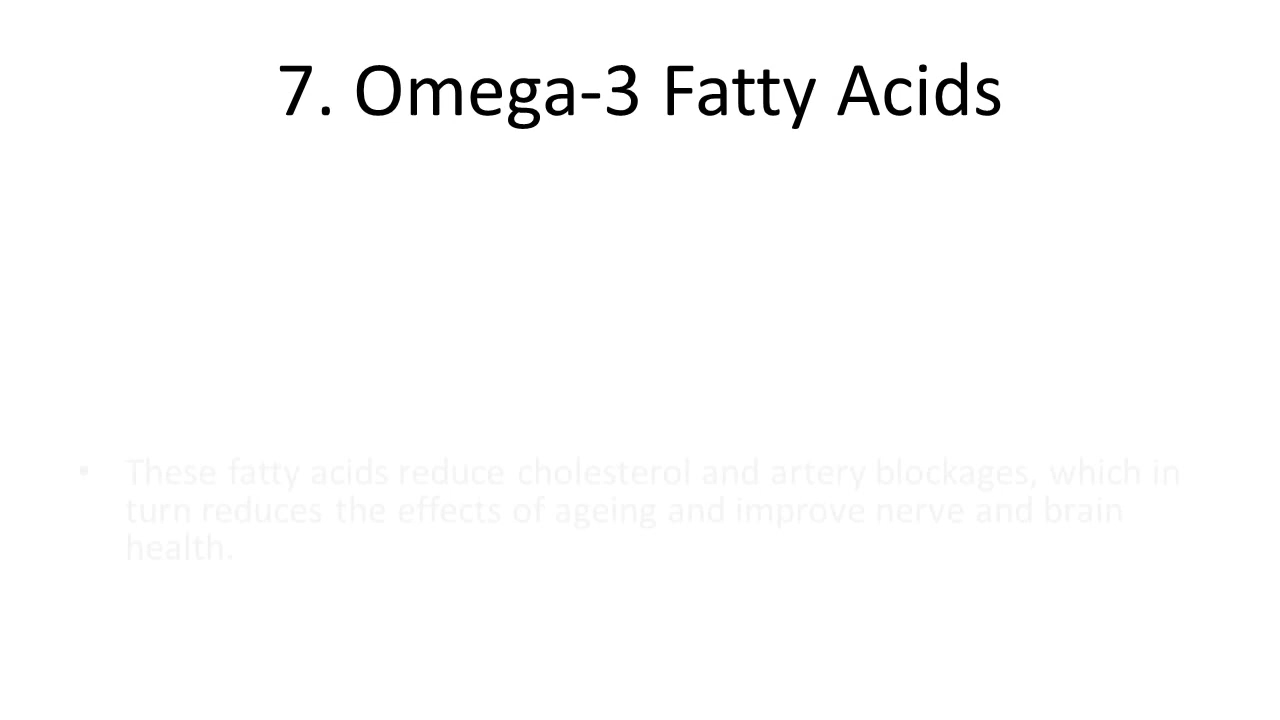 7. Omega-3 Fatty Acids
• These fatty acids reduce cholesterol and artery blockages, which in
turn reduces the effects of ageing and improve nerve and brain
health.